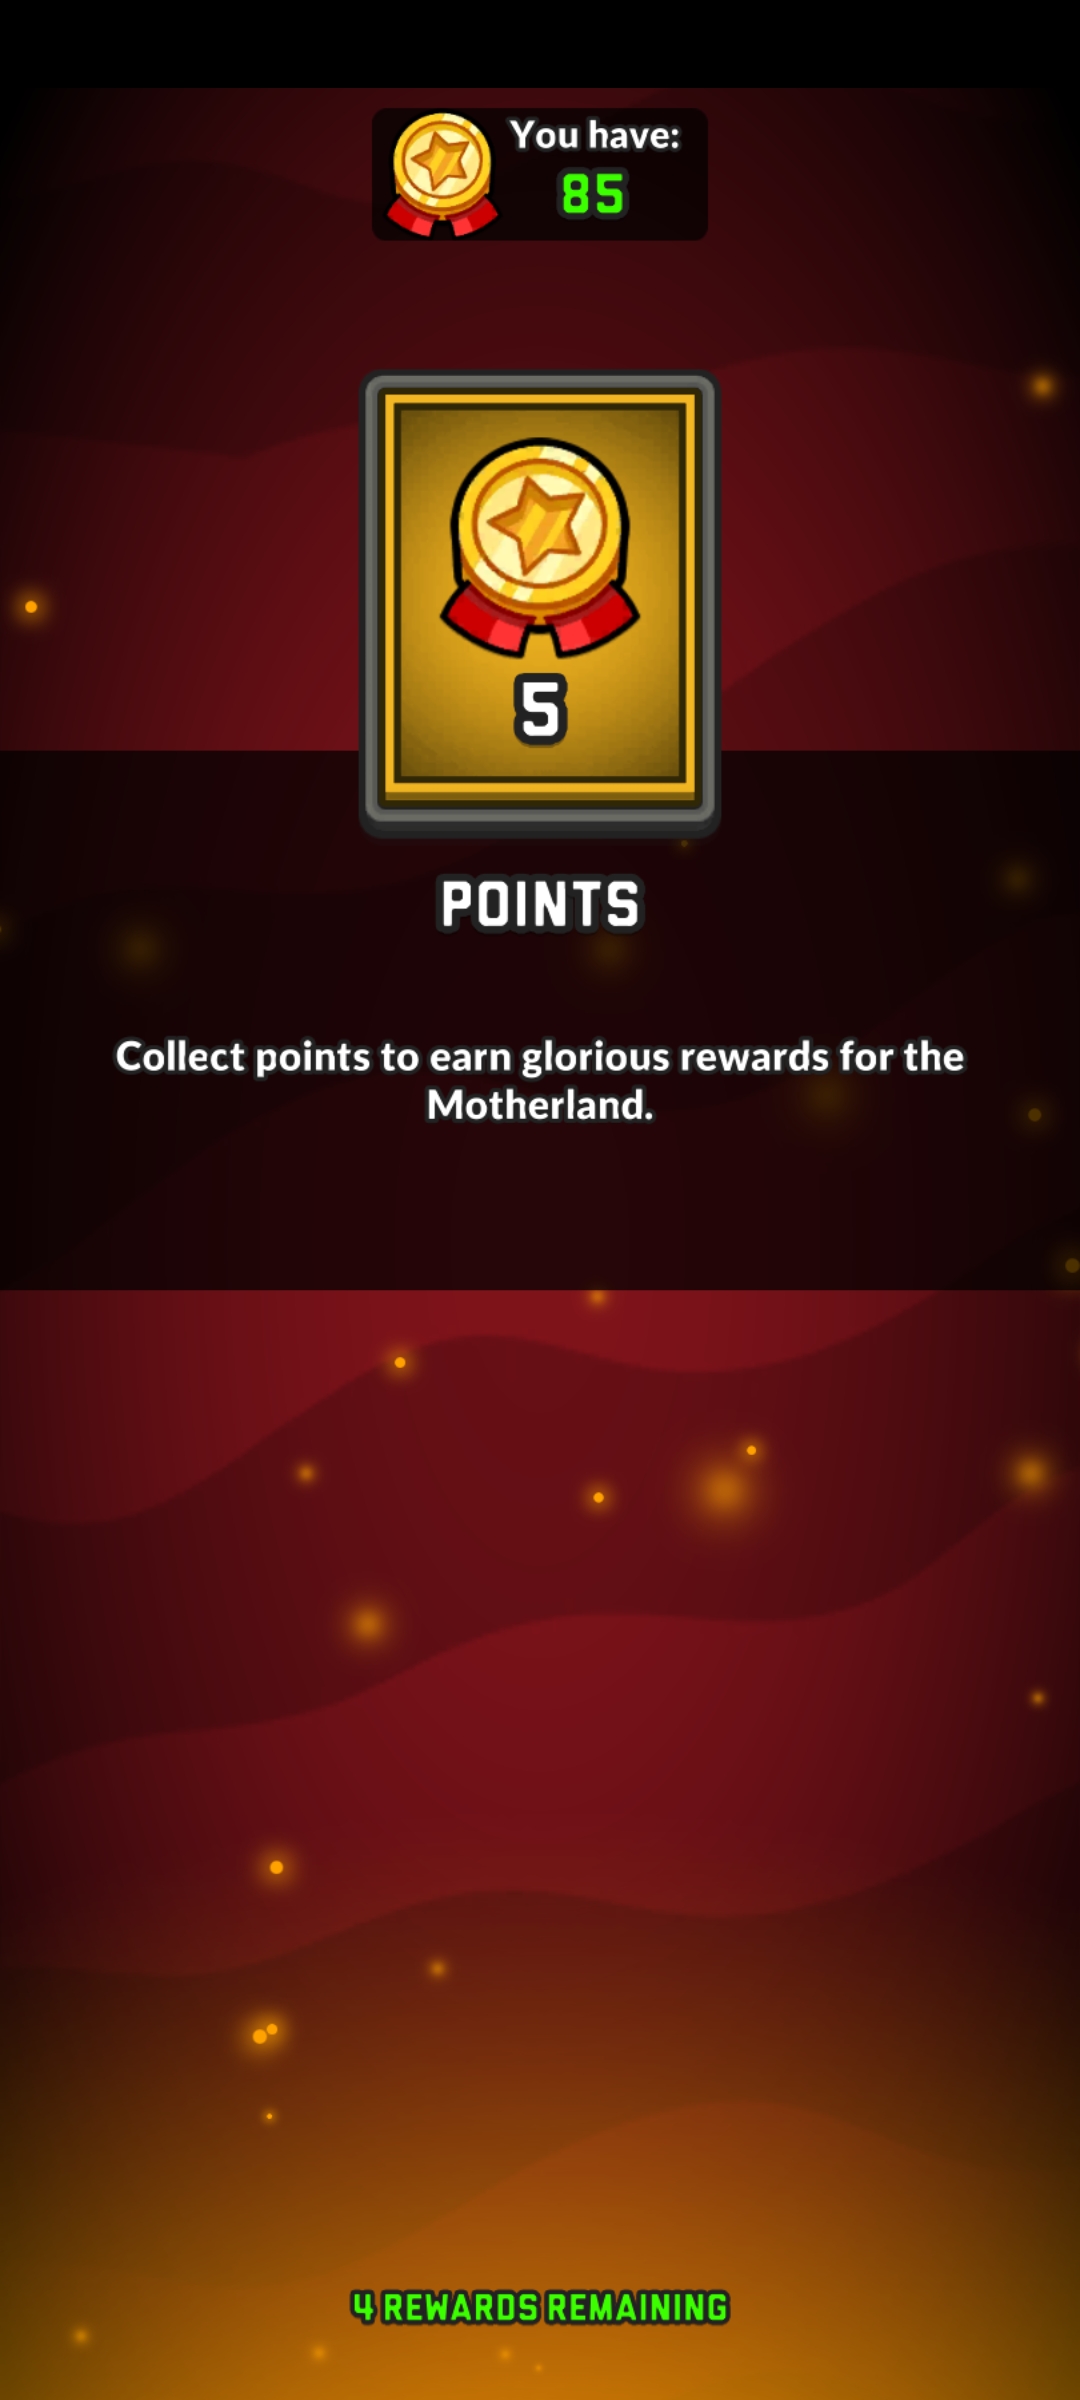 You have:
85
5
POINTS
Collect points to earn glorious rewards for the
Motherland.
4 REWARDS REMAINING